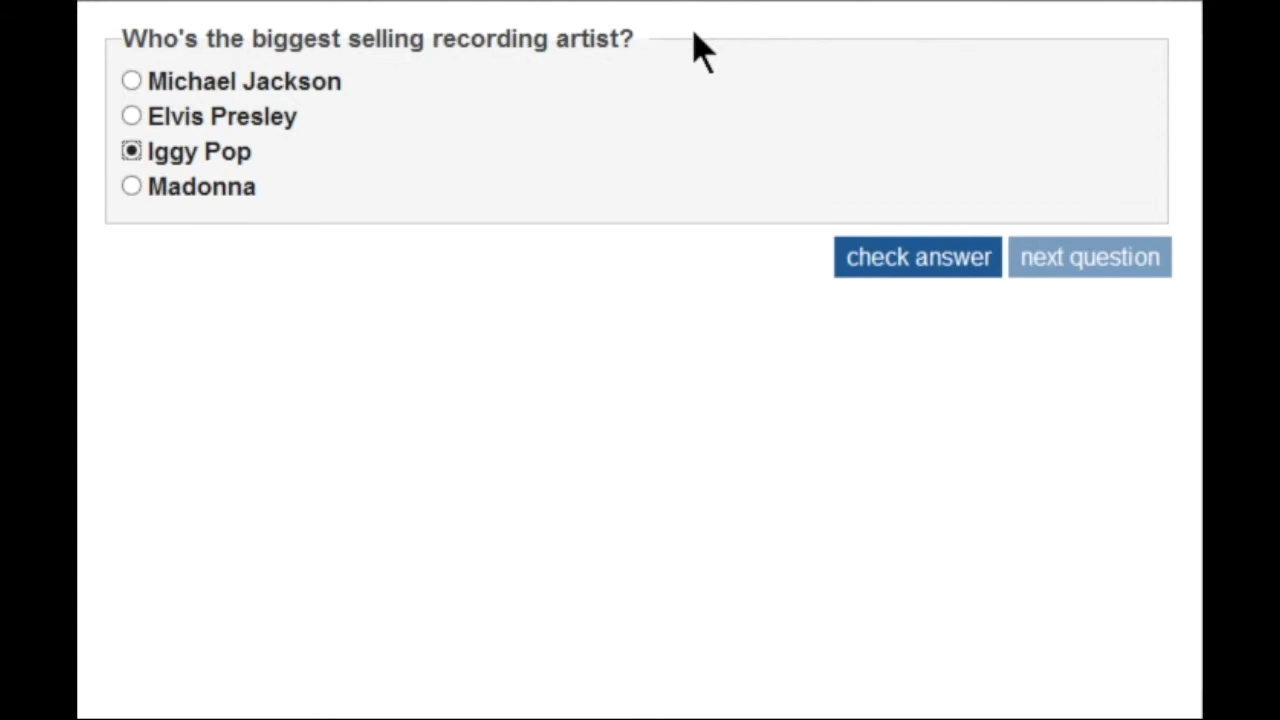 Who's the biggest selling recording artist?
Michael Jackson
Elvis Presley
Iggy Pop
Madonna
check answer next question